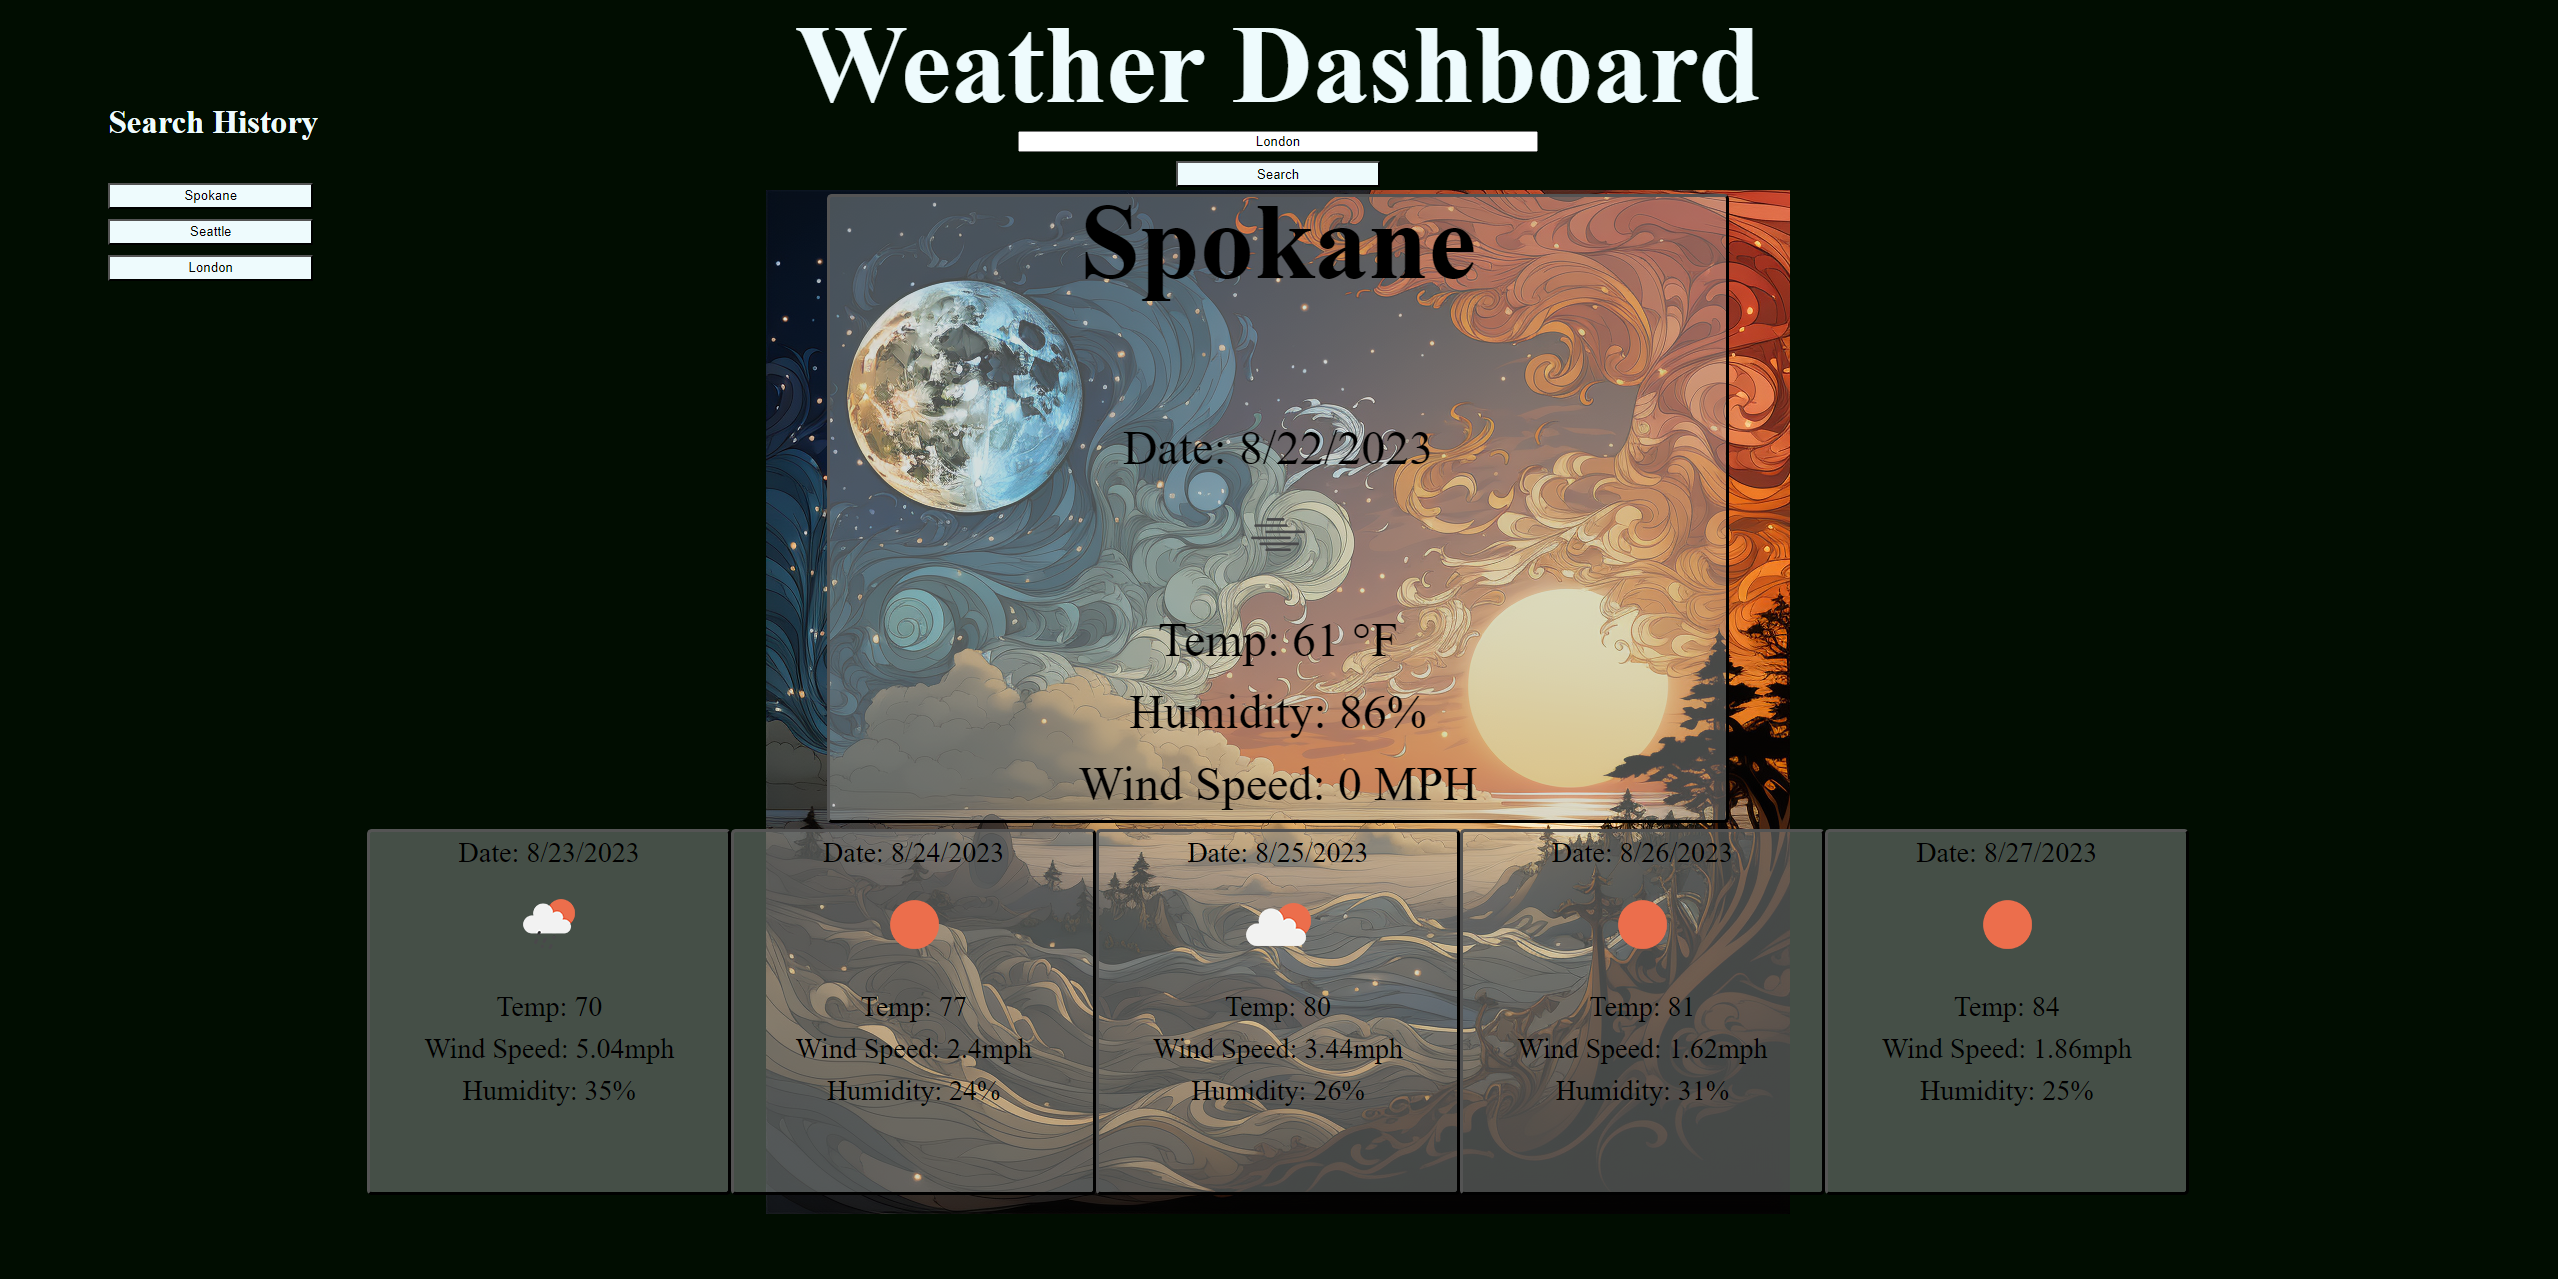 Weather Dashboard
Search History
London
Search
Spokane
Seattle
London
Spokane
Date: 8/22/2023
Temp: 61 °F
Humidity: 86%
Wind Speed: 0 MPH
Date: 8/23/2023
Temp: 70
Wind Speed: 5.04mph
Humidity: 35%
Date: 8/24/2023
Temp: 77
Wind Speed: 2.4mph
Humidity: 24%
Date: 8/25/2023
Temp: 80
Wind Speed: 3.44mph
Humidity: 26%
Date: 8/26/2023
Temp: 81
Wind Speed: 1.62mph
Humidity: 31%
Date: 8/27/2023
Temp: 84
Wind Speed: 1.86mph
Humidity: 25%